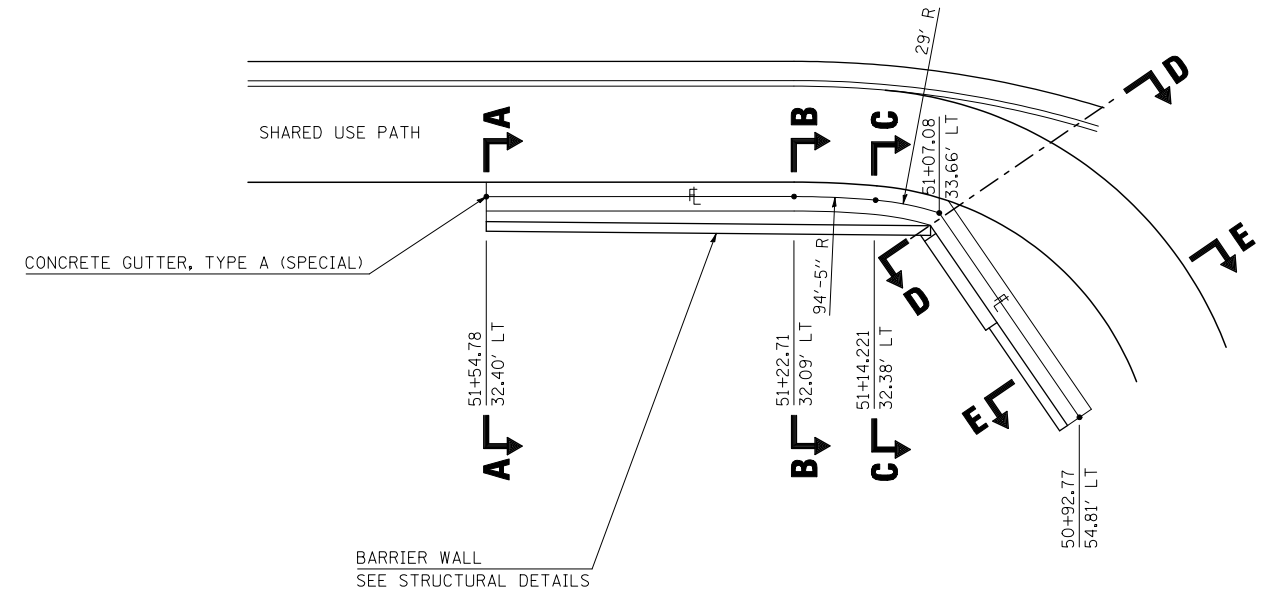 29' R
D
A
B
C
SHARED USE PATH
51+07.08
33.66' LT
E
FL
CONCRETE GUTTER, TYPE A (SPECIAL)
94'-5" R
D
FL
51+54.78
32.40' LT
51+22.71
32.09' LT
51+14.221
32.38' LT
E
A
B
C
50+92.77
54.81' LT
BARRIER WALL
SEE STRUCTURAL DETAILS